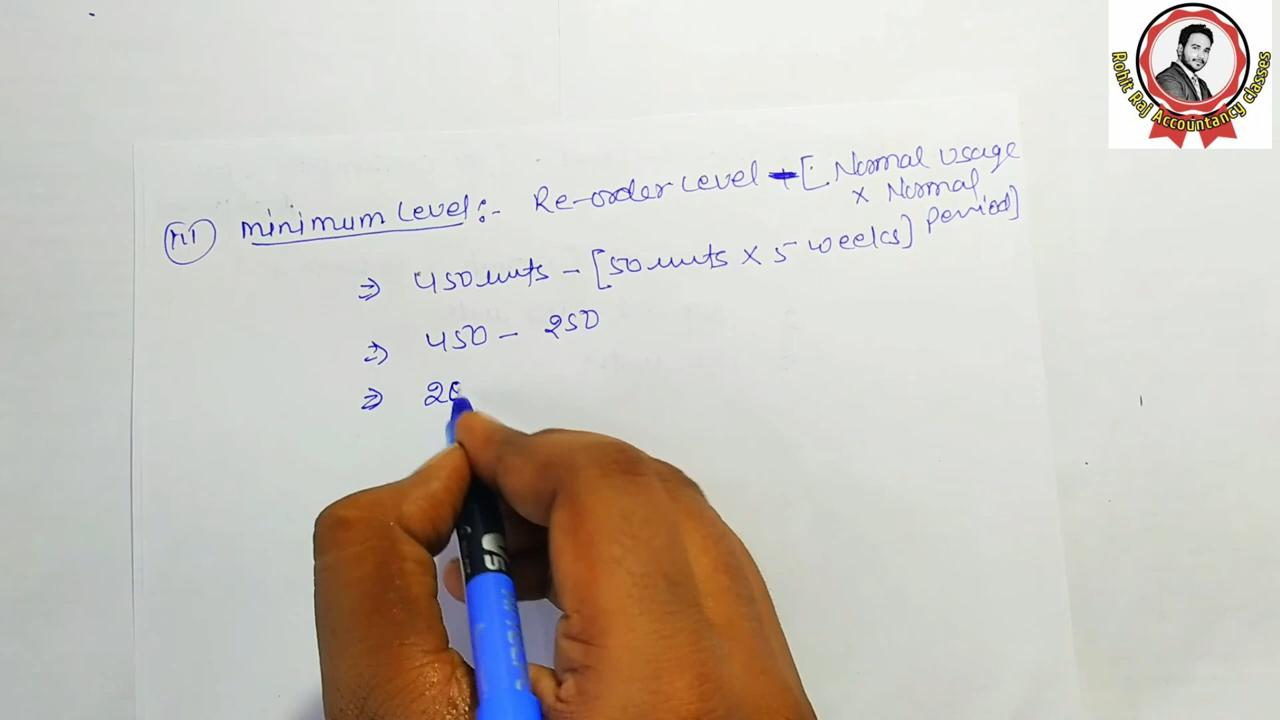 Rohit Raj Accountancy classes
Minimum Level:- Re-order Level - [Normal usage
× Normal
Period]
⇒ 450 units - [50 units × 5 weeks]
⇒ 450 - 250
⇒ 20